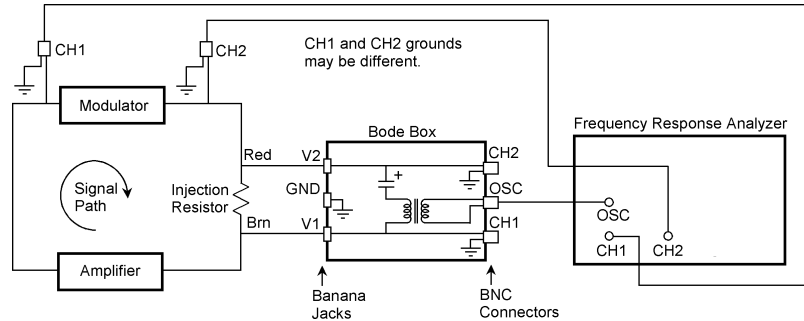 CH1
CH2
CH1 and CH2 grounds
may be different.
Modulator
Bode Box
Frequency Response Analyzer
Red
V2
CH2
Signal
Path
Injection
Resistor
GND
+
OSC
OSC
Brn
V1
CH1
CH1
CH2
Amplifier
Banana
Jacks
BNC
Connectors